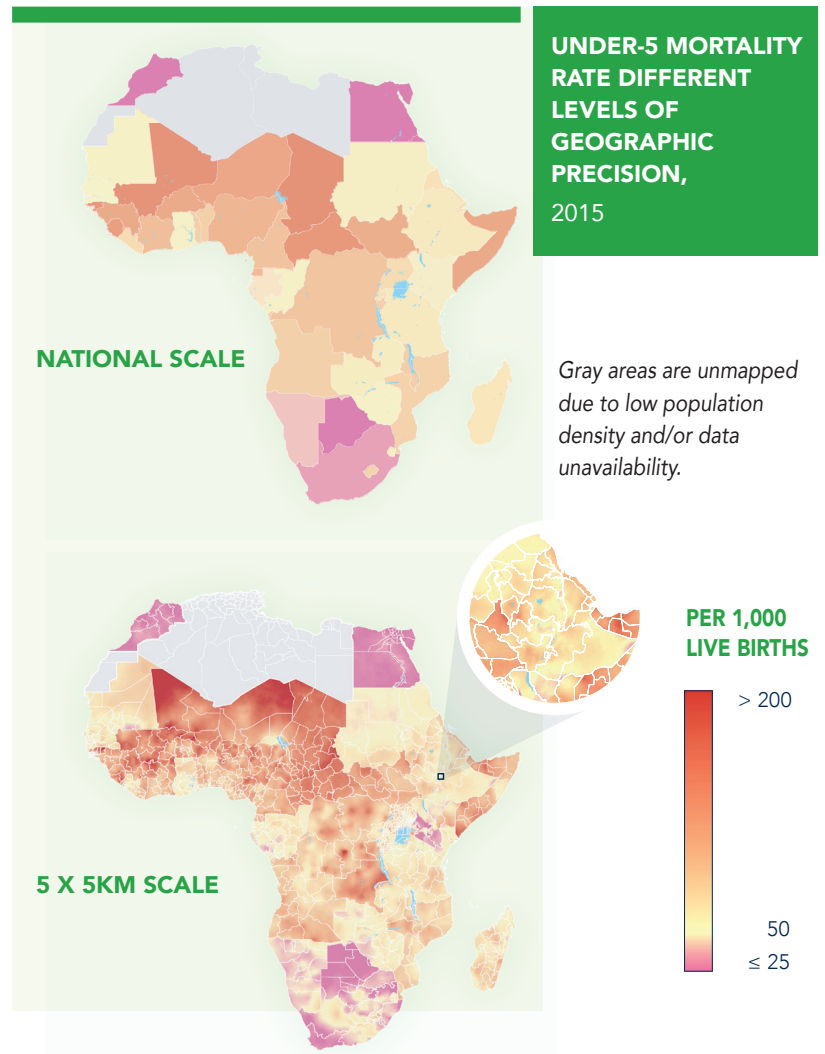 UNDER-5 MORTALITY
RATE DIFFERENT
LEVELS OF
GEOGRAPHIC
PRECISION,
2015
NATIONAL SCALE
Gray areas are unmapped
due to low population
density and/or data
unavailability.
PER 1,000
LIVE BIRTHS
> 200
5 X 5KM SCALE
50
≤ 25